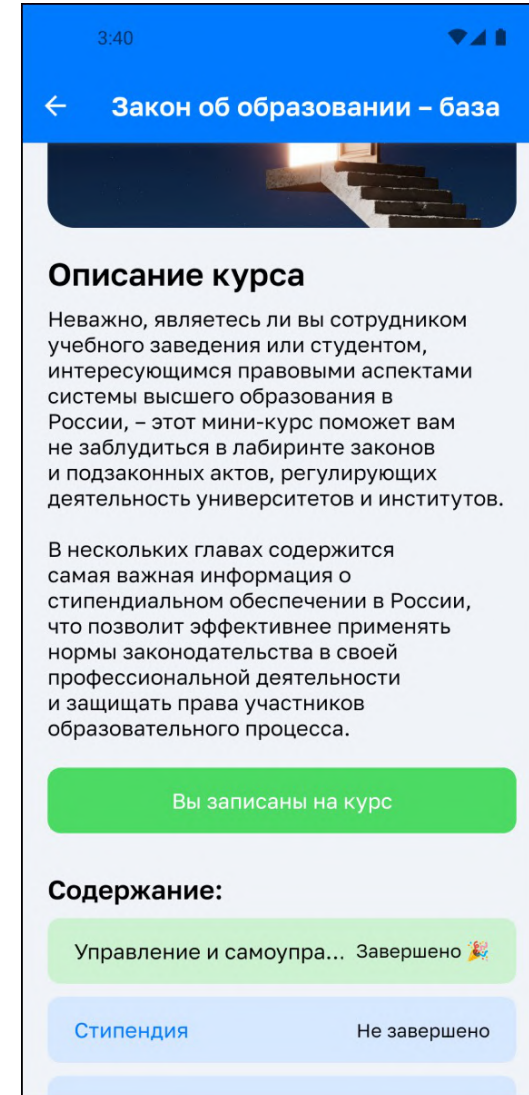 3:40
Закон об образовании – база
Описание курса
Неважно, являетесь ли вы сотрудником
учебного заведения или студентом,
интересующимся правовыми аспектами
системы высшего образования в
России, – этот мини-курс поможет вам
не заблудиться в лабиринте законов
и подзаконных актов, регулирующих
деятельность университетов и институтов.
В нескольких главах содержится
самая важная информация о
стипендиальном обеспечении в России,
что позволит эффективнее применять
нормы законодательства в своей
профессиональной деятельности
и защищать права участников
образовательного процесса.
Вы записаны на курс
Содержание:
Управление и самоупра... Завершено 🎉
Стипендия Не завершено